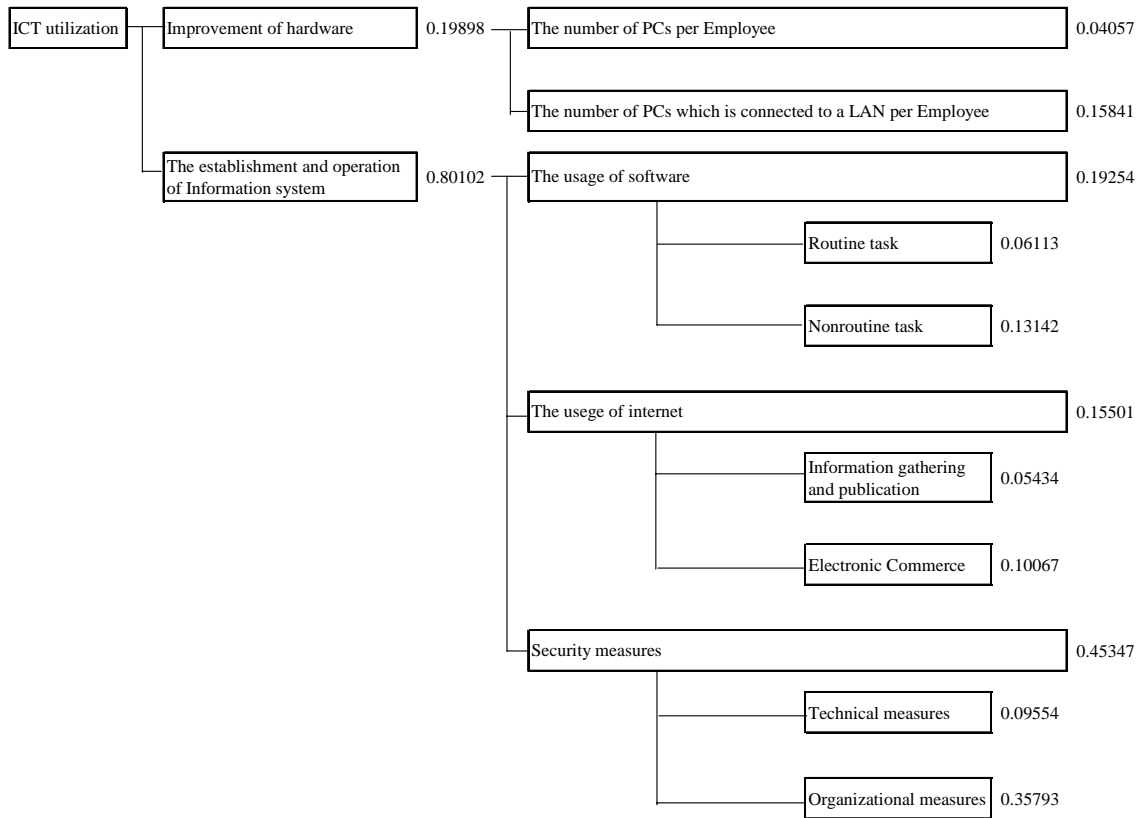 ICT utilization
Improvement of hardware
0.19898
The number of PCs per Employee
0.04057
The number of PCs which is connected to a LAN per Employee
0.15841
The establishment and operation
of Information system
0.80102
The usage of software
0.19254
Routine task
0.06113
Nonroutine task
0.13142
The usege of internet
0.15501
Information gathering
and publication
0.05434
Electronic Commerce
0.10067
Security measures
0.45347
Technical measures
0.09554
Organizational measures
0.35793